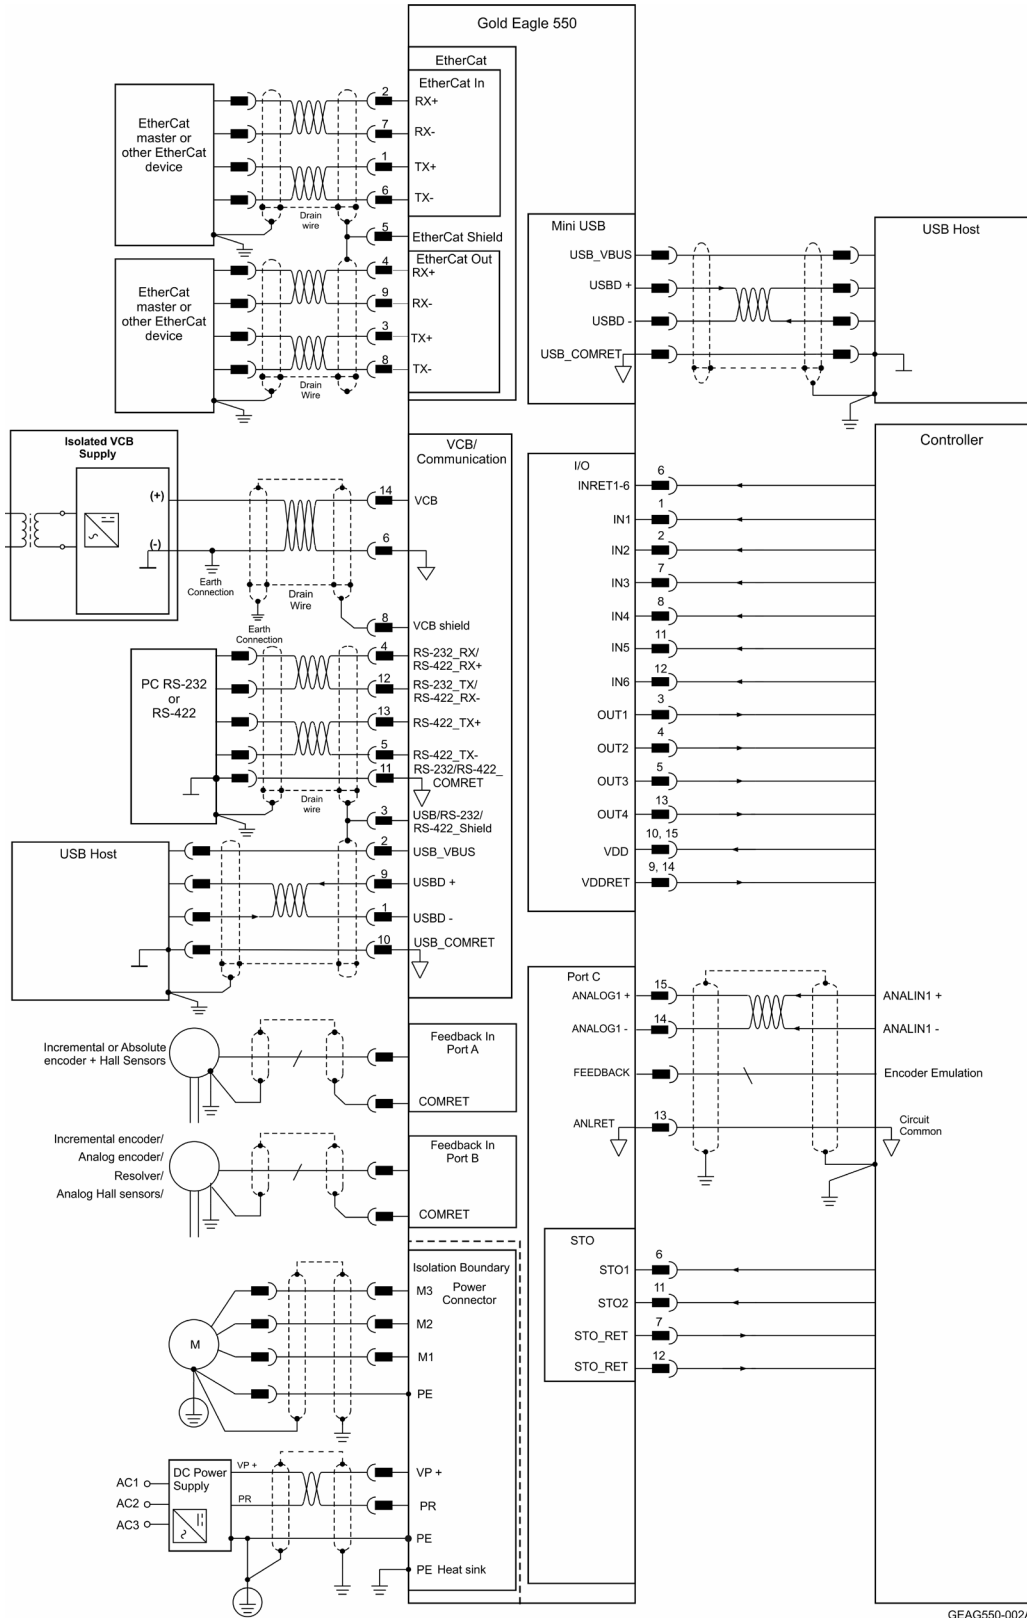 Gold Eagle 550
EtherCat
EtherCat In
EtherCat
master or
other EtherCat
device
2
RX+
7
RX-
1
TX+
6
TX-
Drain
wire
5
EtherCat Shield
EtherCat Out
EtherCat
master or
other EtherCat
device
4
RX+
9
RX-
3
TX+
8
TX-
Drain
Wire
Isolated VCB
Supply
(+)
(-)
Earth
Connection
VCB/
Communication
14
VCB
6
Drain
Wire
Earth
Connection
8
VCB shield
PC RS-232
or
RS-422
4
RS-232_RX/
RS-422_RX+
12
RS-232_TX/
RS-422_RX-
13
RS-422_TX+
5
RS-422_TX-
11
RS-232/RS-422_
COMRET
Drain
wire
3
USB/RS-232/
RS-422_Shield
USB Host
2
USB_VBUS
9
USBD +
1
USBD -
10
USB_COMRET
Incremental or Absolute
encoder + Hall Sensors
Feedback In
Port A
COMRET
Incremental encoder/
Analog encoder/
Resolver/
Analog Hall sensors/
Feedback In
Port B
COMRET
Isolation Boundary
Power
Connector
M
M3
M2
M1
PE
AC1
AC2
AC3
DC Power
Supply
VP +
PR
VP +
PR
PE
PE Heat sink
Mini USB
USB_VBUS
USBD +
USBD -
USB_COMRET
USB Host
Controller
I/O
INRET1-6
6
IN1
1
IN2
2
IN3
7
IN4
8
IN5
11
IN6
12
OUT1
3
OUT2
4
OUT3
5
OUT4
13
VDD
10, 15
VDDRET
9, 14
Port C
ANALOG1 +
15
ANALIN1 +
ANALOG1 -
14
ANALIN1 -
FEEDBACK
Encoder Emulation
ANLRET
13
Circuit
Common
STO
STO1
6
STO2
11
STO_RET
7
STO_RET
12